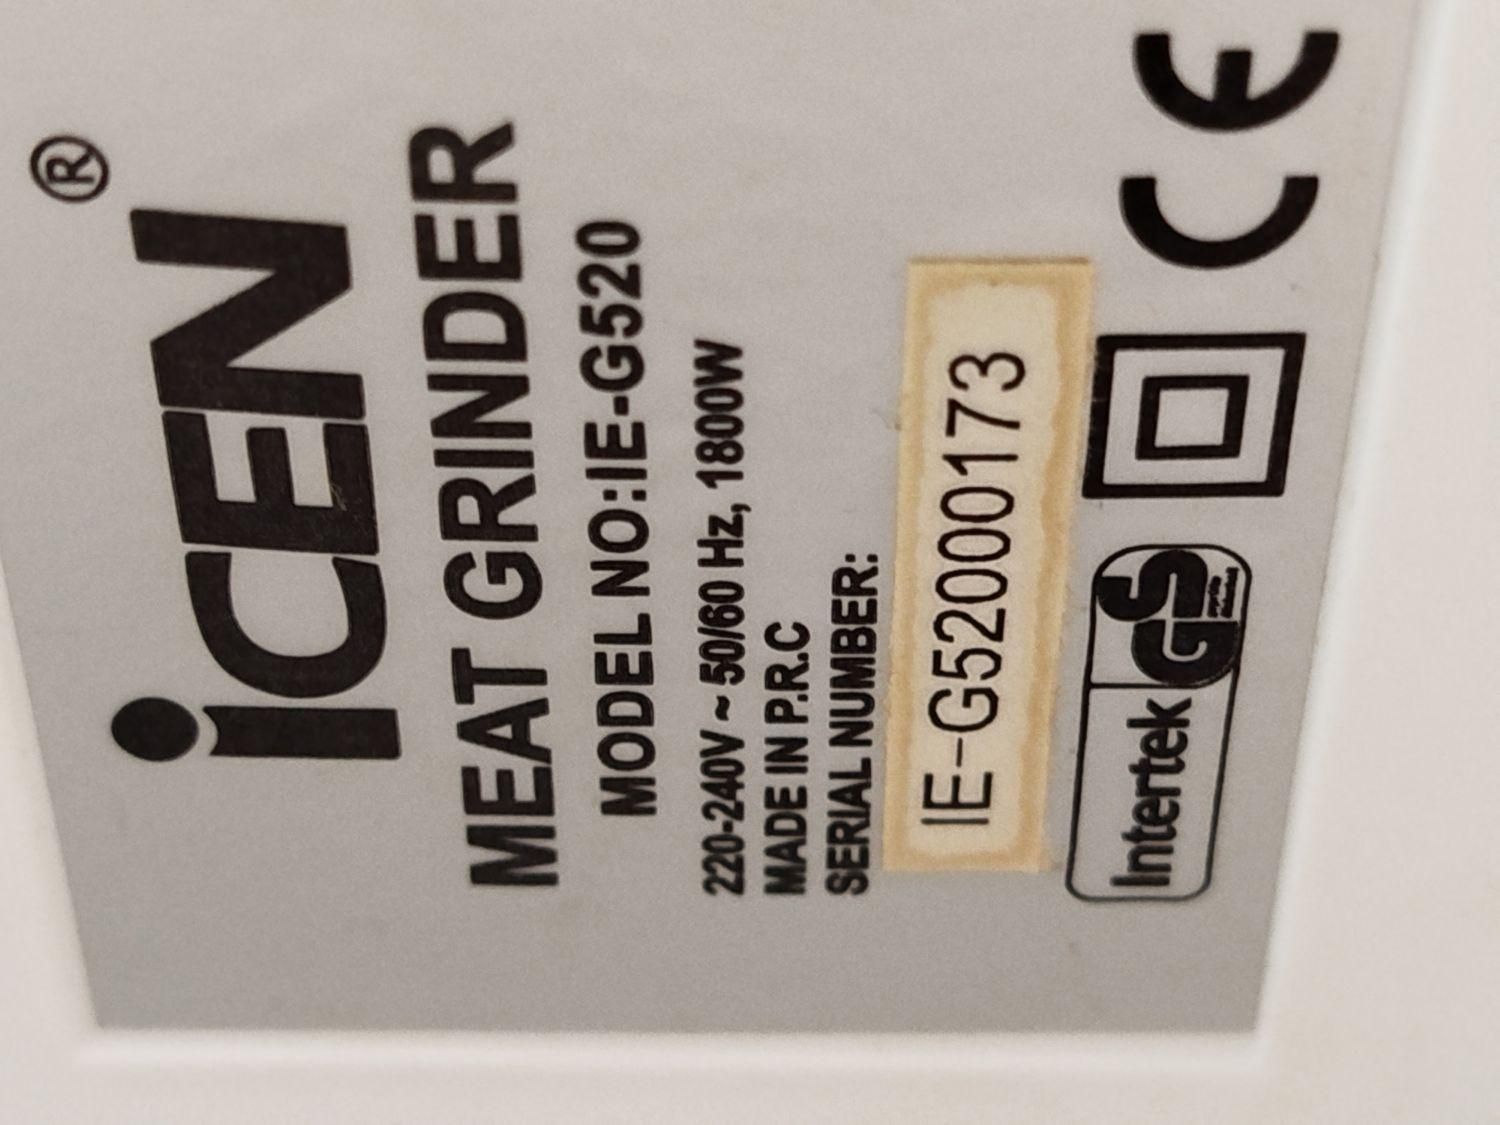 iCEN®
MEAT GRINDER
MODEL NO:IE-G520
220-240V ~ 50/60 Hz, 1800W
MADE IN P.R.C
SERIAL NUMBER:
IE-G52000173
Intertek GS CE